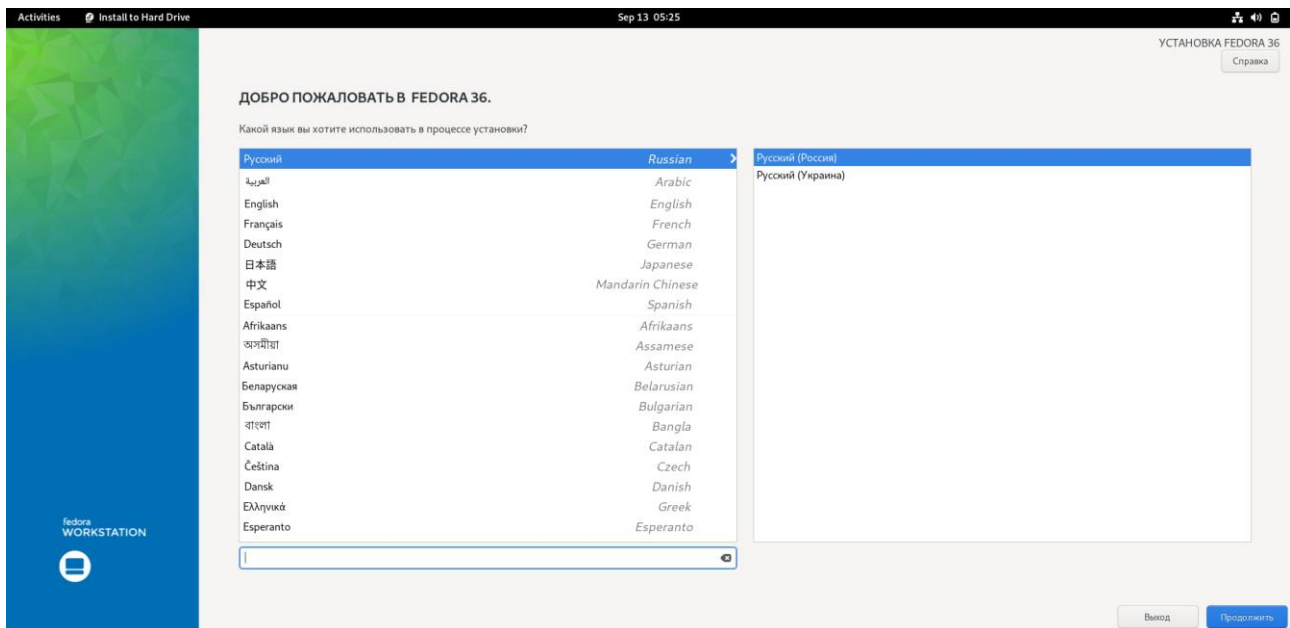 Activities Install to Hard Drive Sep 13 05:25
УСТАНОВКА FEDORA 36
Справка
ДОБРО ПОЖАЛОВАТЬ В FEDORA 36.
Какой язык вы хотите использовать в процессе установки?
Русский Russian
العربية Arabic
English English
Français French
Deutsch German
日本語 Japanese
中文 Mandarin Chinese
Español Spanish
Afrikaans Afrikaans
অসমীয়া Assamese
Asturianu Asturian
Беларуская Belarusian
Български Bulgarian
বাংলা Bangla
Català Catalan
Čeština Czech
Dansk Danish
Ελληνικά Greek
Esperanto Esperanto
Русский (Россия)
Русский (Украина)
fedora
WORKSTATION
Выход Продолжить